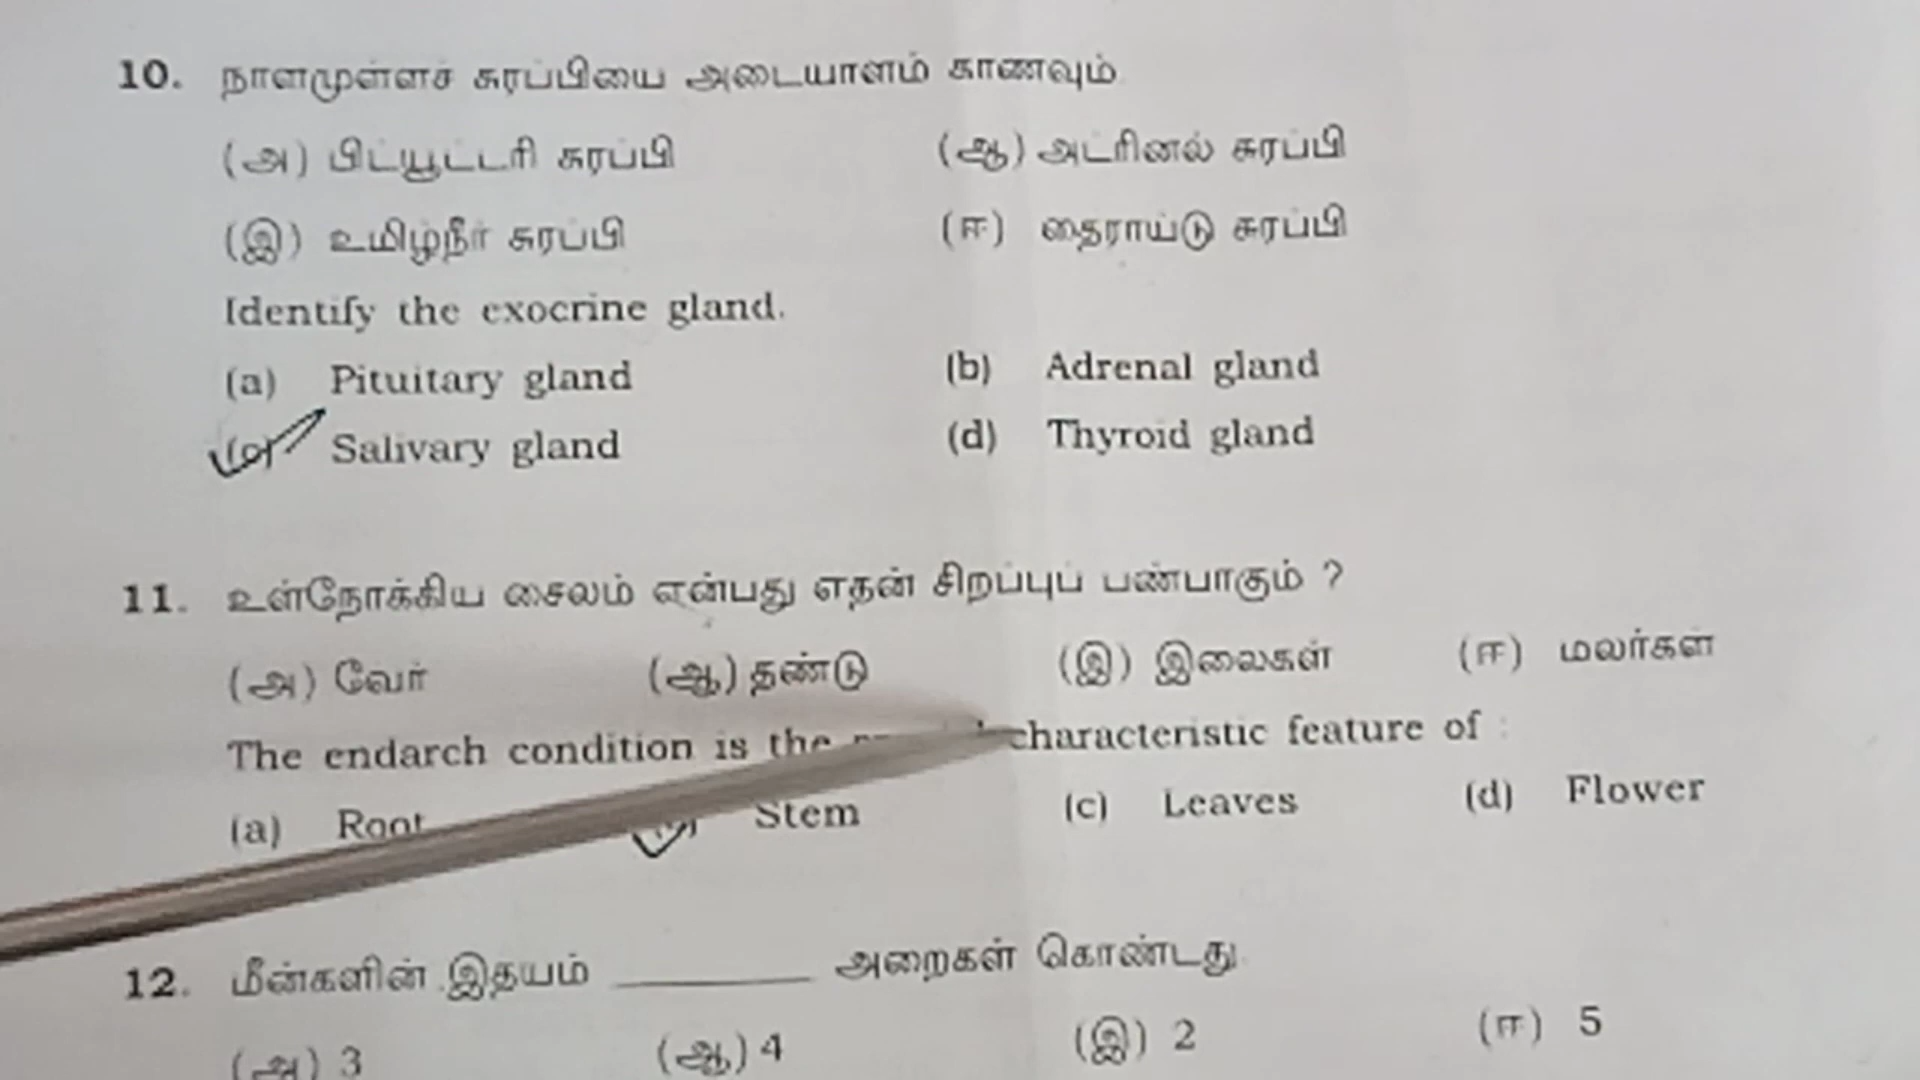 10. நாளமுள்ளச் சுரப்பியை அடையாளம் காணவும்
(அ) பிட்யூட்டரி சுரப்பி (ஆ) அட்ரினல் சுரப்பி
(இ) உமிழ்நீர் சுரப்பி (ஈ) தைராய்டு சுரப்பி
Identify the exocrine gland.
(a) Pituitary gland (b) Adrenal gland
(c) Salivary gland (d) Thyroid gland
11. உள்நோக்கிய சைலம் என்பது எதன் சிறப்புப் பண்பாகும் ?
(அ) வேர் (ஆ) தண்டு (இ) இலைகள் (ஈ) மலர்கள்
The endarch condition is the characteristic feature of :
(a) Root Stem (c) Leaves (d) Flower
12. மீன்களின் இதயம் ________ அறைகள் கொண்டது.
(அ) 3 (ஆ) 4 (இ) 2 (ஈ) 5